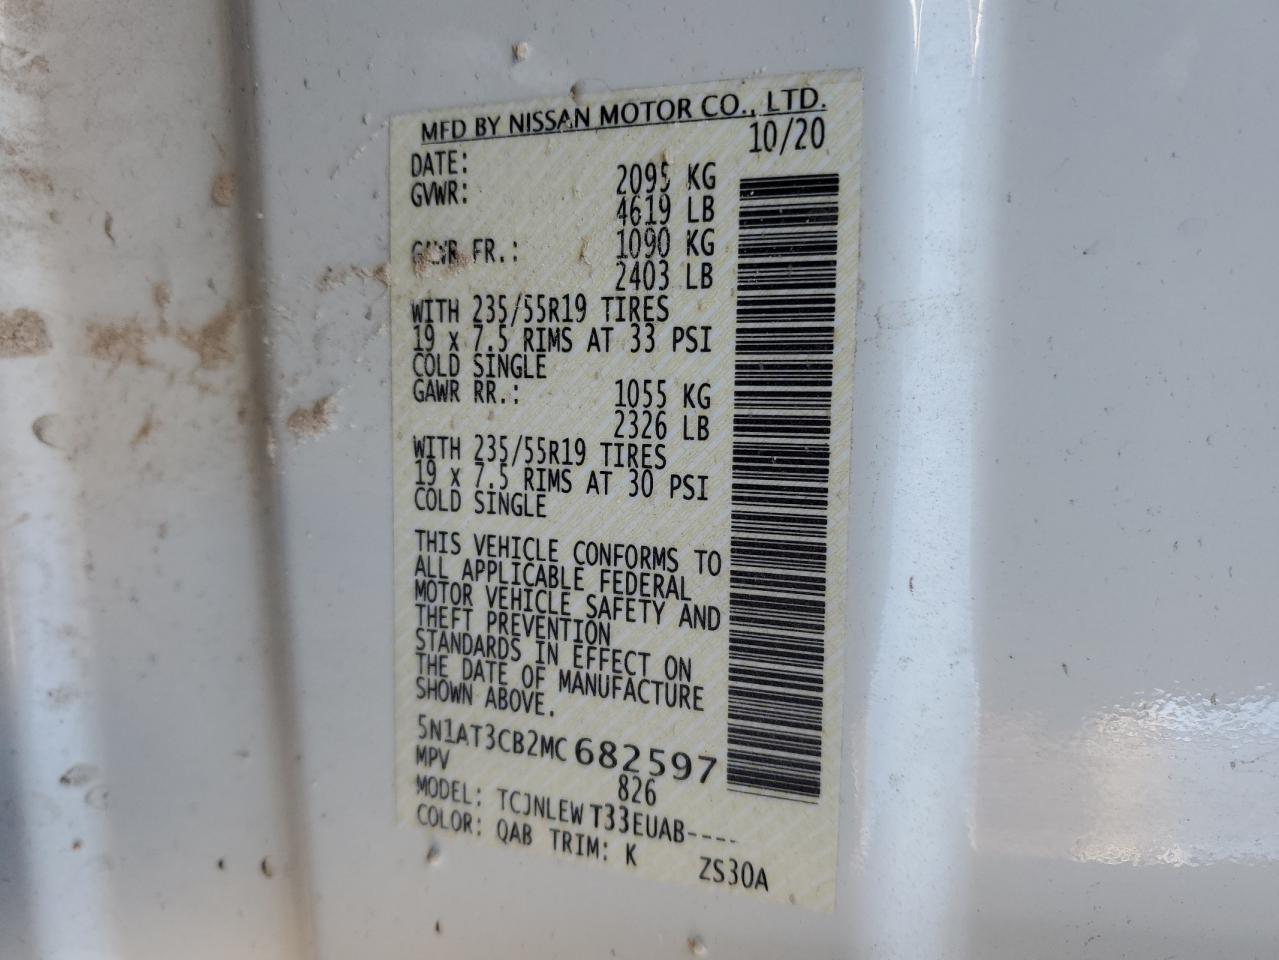 MFD BY NISSAN MOTOR CO., LTD.
DATE: 10/20
GVWR: 2095 KG
4619 LB
GAWR FR.: 1090 KG
2403 LB
WITH 235/55R19 TIRES
19 x 7.5 RIMS AT 33 PSI
COLD SINGLE
GAWR RR.: 1055 KG
2326 LB
WITH 235/55R19 TIRES
19 x 7.5 RIMS AT 30 PSI
COLD SINGLE
THIS VEHICLE CONFORMS TO
ALL APPLICABLE FEDERAL
MOTOR VEHICLE SAFETY AND
THEFT PREVENTION
STANDARDS IN EFFECT ON
THE DATE OF MANUFACTURE
SHOWN ABOVE.
5N1AT3CB2MC682597
MPV 826
MODEL: TCJNLEWT33EUAB----
COLOR: QAB TRIM: K ZS30A